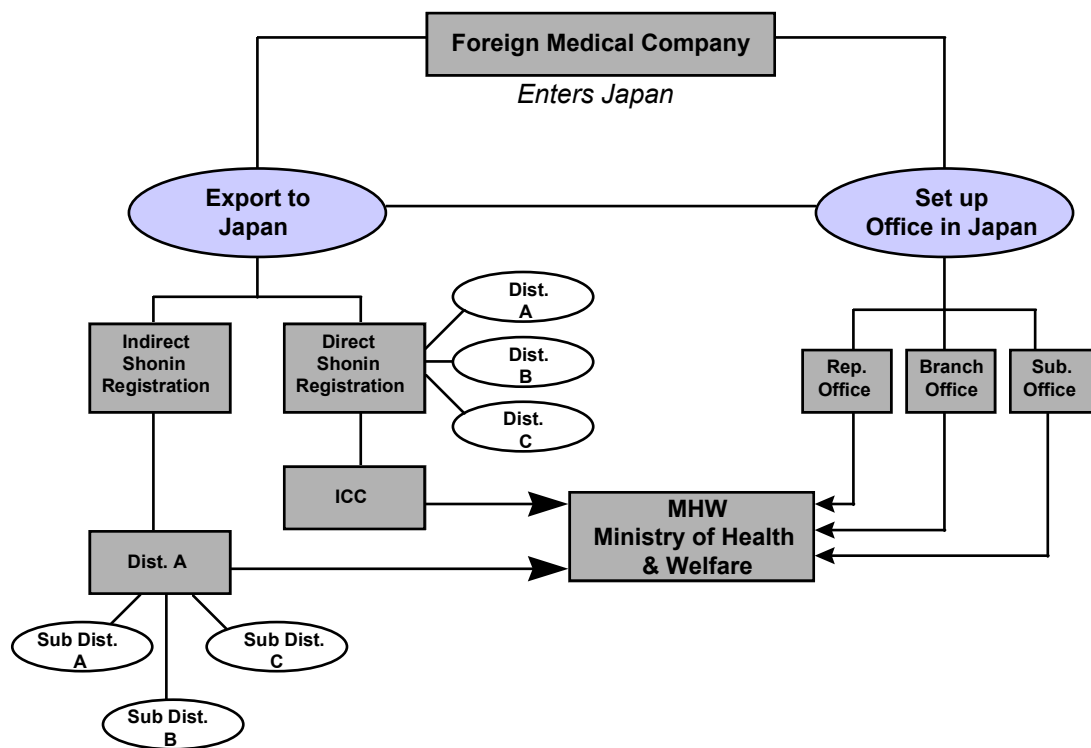 Foreign Medical Company
Enters Japan
Export to
Japan
Set up
Office in Japan
Indirect
Shonin
Registration
Direct
Shonin
Registration
Dist.
A
Dist.
B
Dist.
C
Rep.
Office
Branch
Office
Sub.
Office
ICC
MHW
Ministry of Health
& Welfare
Dist. A
Sub Dist.
A
Sub Dist.
B
Sub Dist.
C